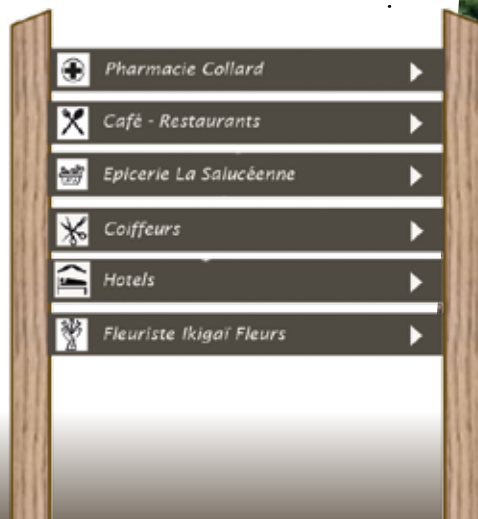 Pharmacie Collard
Café - Restaurants
Epicerie La Salucéenne
Coiffeurs
Hotels
Fleuriste Ikigaï Fleurs